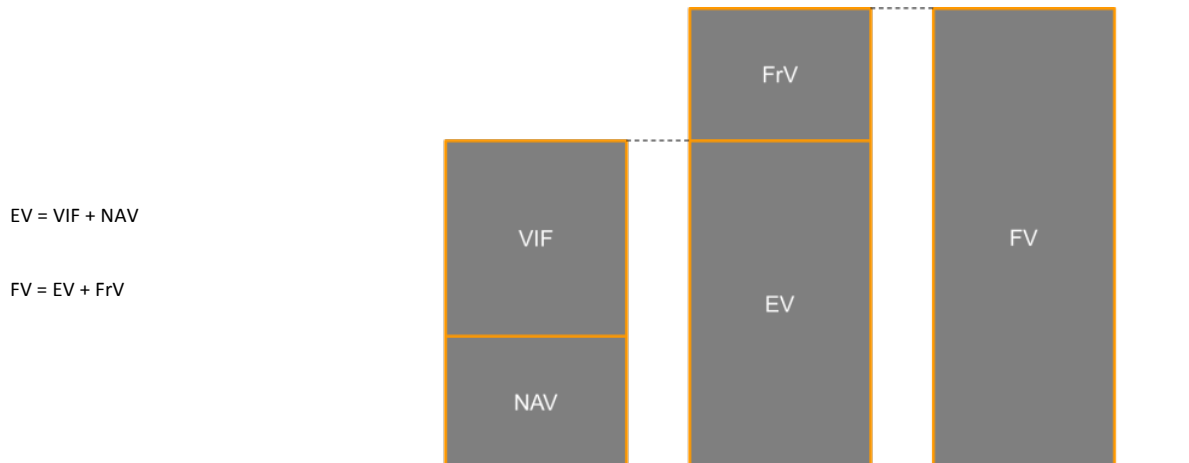 EV = VIF + NAV
FV = EV + FrV
VIF
NAV
FrV
EV
FV